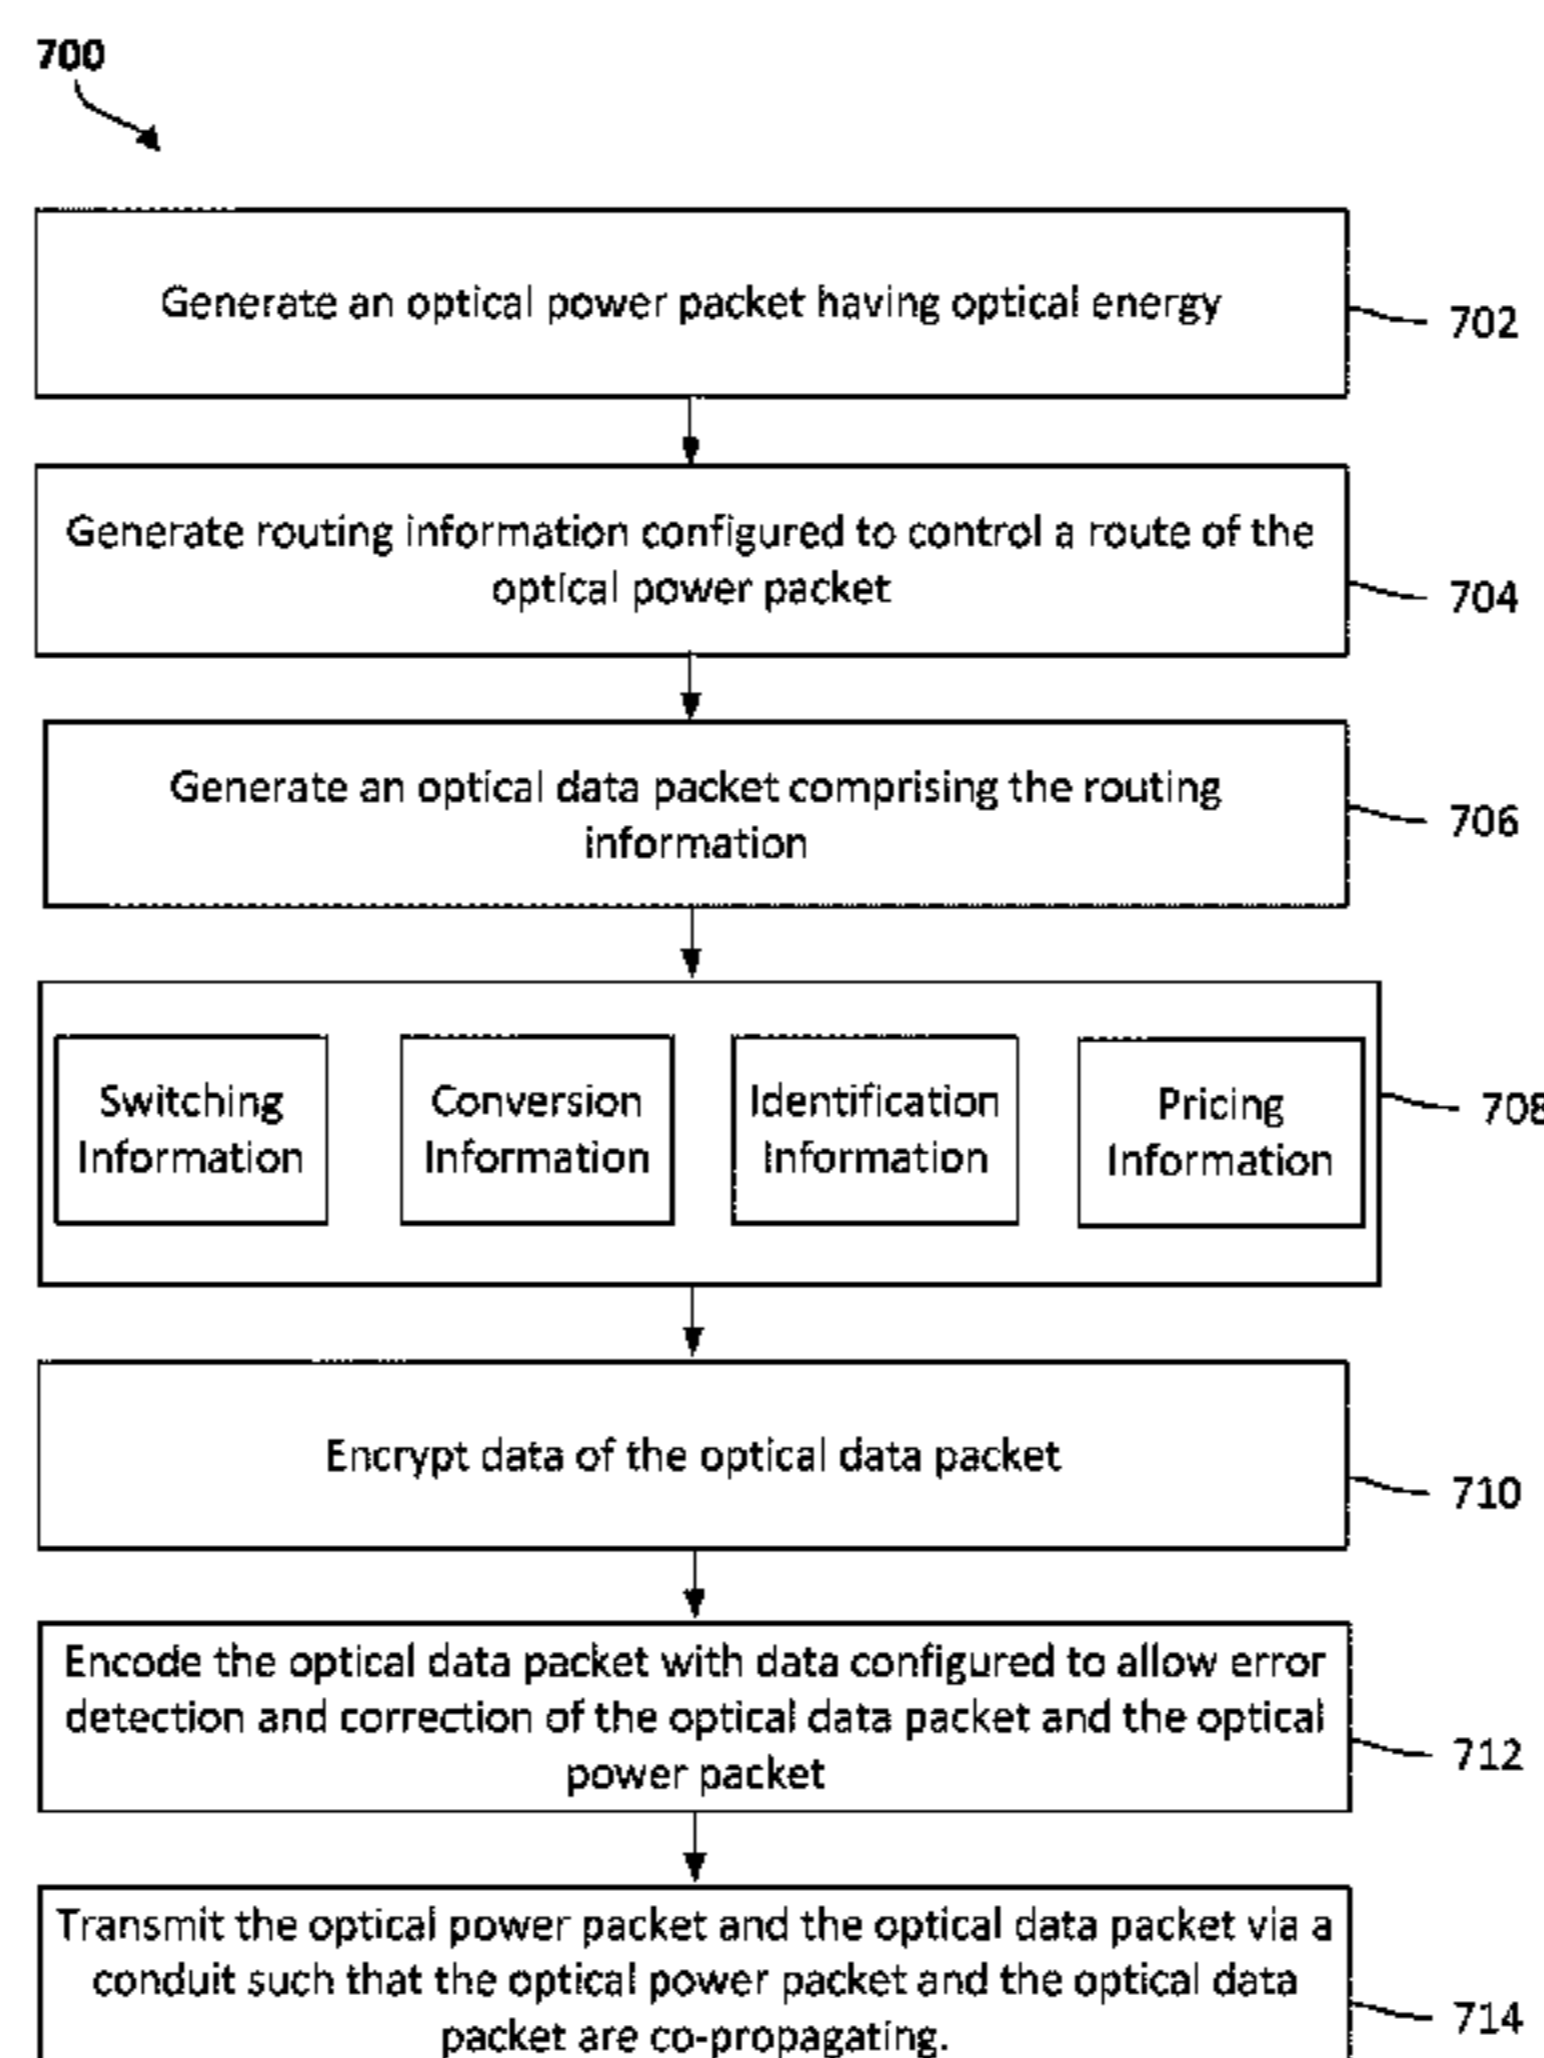 700
Generate an optical power packet having optical energy
702
Generate routing information configured to control a route of the
optical power packet
704
Generate an optical data packet comprising the routing
information
706
Switching
Information
Conversion
Information
Identification
Information
Pricing
Information
708
Encrypt data of the optical data packet
710
Encode the optical data packet with data configured to allow error
detection and correction of the optical data packet and the optical
power packet
712
Transmit the optical power packet and the optical data packet via a
conduit such that the optical power packet and the optical data
packet are co-propagating.
714